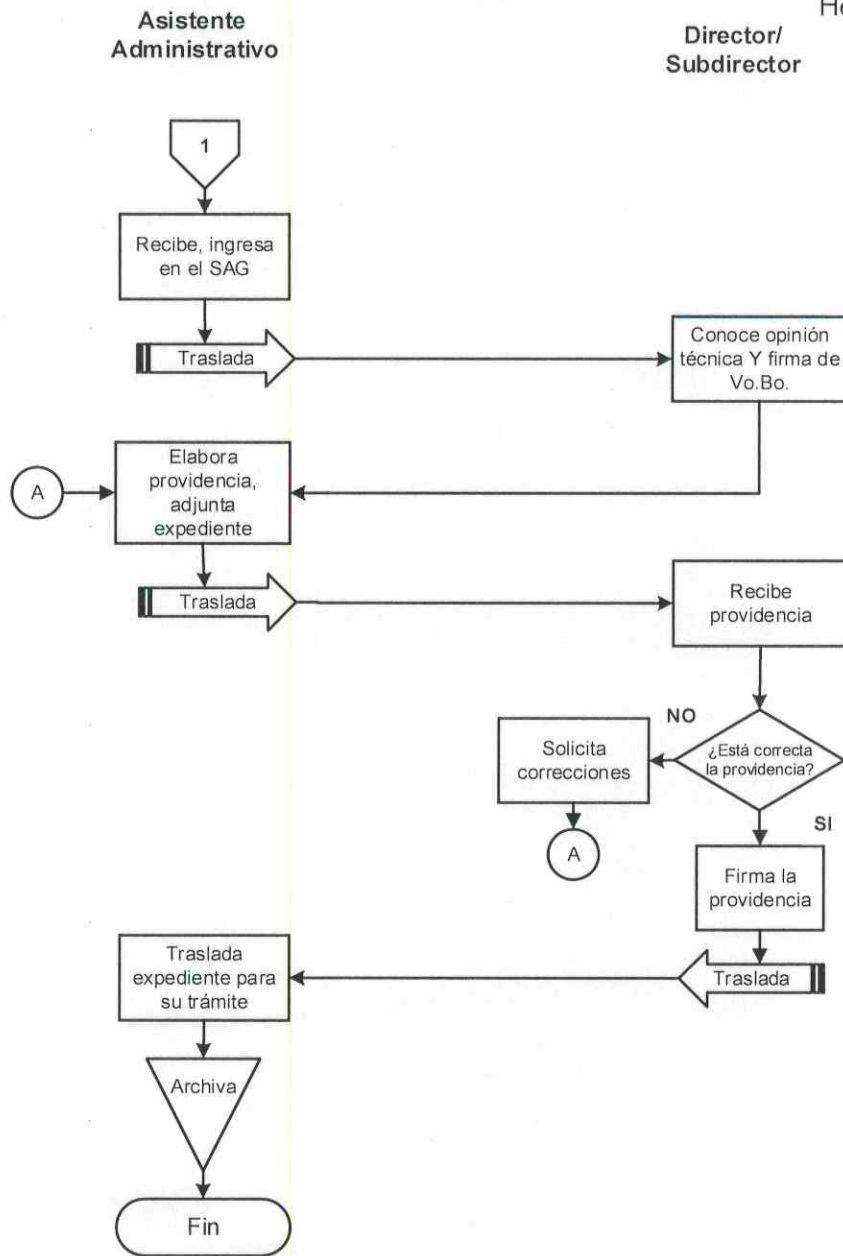 Asistente
Administrativo
Director/
Subdirector
1
Recibe, ingresa
en el SAG
Traslada
Conoce opinión
técnica Y firma de
Vo.Bo.
A
Elabora
providencia,
adjunta
expediente
Traslada
Recibe
providencia
NO
¿Está correcta
la providencia?
Solicita
correcciones
SI
A
Firma la
providencia
Traslada
expediente para
su trámite
Traslada
Archiva
Fin